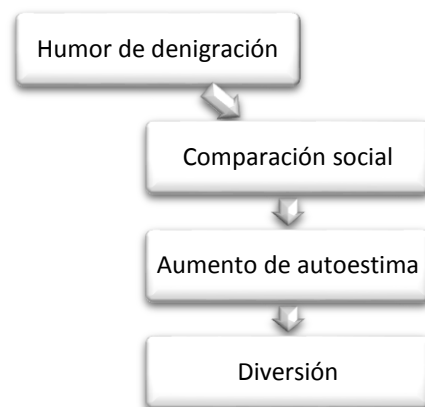 Humor de denigración
Comparación social
Aumento de autoestima
Diversión